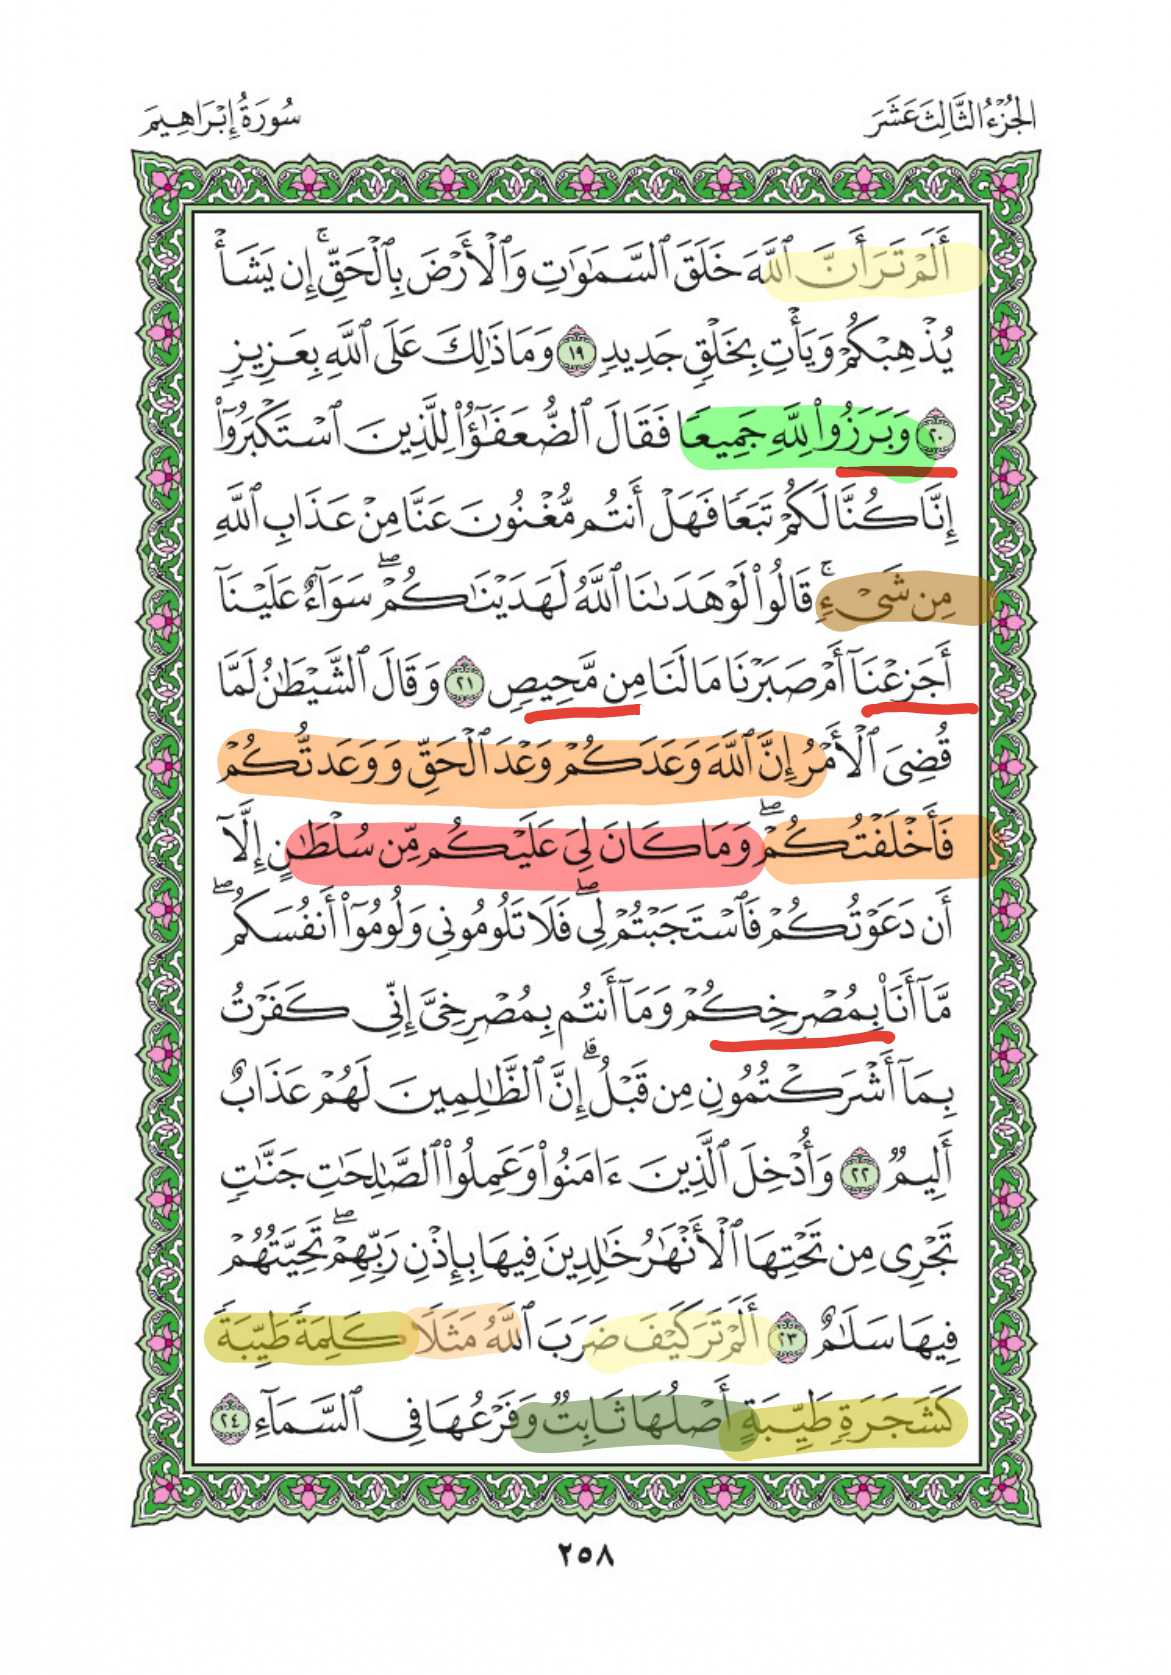 الجُزْءُ الثَّالِثَ عَشَرَ
سُورَةُ إِبْرَاهِيمَ
أَلَمْ تَرَ أَنَّ ٱللَّهَ خَلَقَ ٱلسَّمَٰوَٰتِ وَٱلْأَرْضَ بِٱلْحَقِّۚ إِن يَشَأْ
يُذْهِبْكُمْ وَيَأْتِ بِخَلْقٍ جَدِيدٍ ١٩ وَمَا ذَٰلِكَ عَلَى ٱللَّهِ بِعَزِيزٍ
٢٠ وَبَرَزُوا۟ لِلَّهِ جَمِيعًا فَقَالَ ٱلضُّعَفَٰٓؤُا۟ لِلَّذِينَ ٱسْتَكْبَرُوٓا۟
إِنَّا كُنَّا لَكُمْ تَبَعًا فَهَلْ أَنتُم مُّغْنُونَ عَنَّا مِنْ عَذَابِ ٱللَّهِ
مِن شَىْءٍۚ قَالُوا۟ لَوْ هَدَىٰنَا ٱللَّهُ لَهَدَيْنَٰكُمْۖ سَوَآءٌ عَلَيْنَآ
أَجَزِعْنَآ أَمْ صَبَرْنَا مَا لَنَا مِن مَّحِيصٍ ٢١ وَقَالَ ٱلشَّيْطَٰنُ لَمَّا
قُضِىَ ٱلْأَمْرُ إِنَّ ٱللَّهَ وَعَدَكُمْ وَعْدَ ٱلْحَقِّ وَوَعَدتُّكُمْ
فَأَخْلَفْتُكُمْۖ وَمَا كَانَ لِىَ عَلَيْكُم مِّن سُلْطَٰنٍ إِلَّآ
أَن دَعَوْتُكُمْ فَٱسْتَجَبْتُمْ لِىۖ فَلَا تَلُومُونِى وَلُومُوٓا۟ أَنفُسَكُمۖ
مَّآ أَنَا۠ بِمُصْرِخِكُمْ وَمَآ أَنتُم بِمُصْرِخِىَّ إِنِّى كَفَرْتُ
بِمَآ أَشْرَكْتُمُونِ مِن قَبْلُۗ إِنَّ ٱلظَّٰلِمِينَ لَهُمْ عَذَابٌ
أَلِيمٌ ٢٢ وَأُدْخِلَ ٱلَّذِينَ ءَامَنُوا۟ وَعَمِلُوا۟ ٱلصَّٰلِحَٰتِ جَنَّٰتٍ
تَجْرِى مِن تَحْتِهَا ٱلْأَنْهَٰرُ خَٰلِدِينَ فِيهَا بِإِذْنِ رَبِّهِمْۖ تَحِيَّتُهُمْ
فِيهَا سَلَٰمٌ ٢٣ أَلَمْ تَرَ كَيْفَ ضَرَبَ ٱللَّهُ مَثَلًا كَلِمَةً طَيِّبَةً
كَشَجَرَةٍ طَيِّبَةٍ أَصْلُهَا ثَابِتٌ وَفَرْعُهَا فِى ٱلسَّمَآءِ ٢٤
٢٥٨